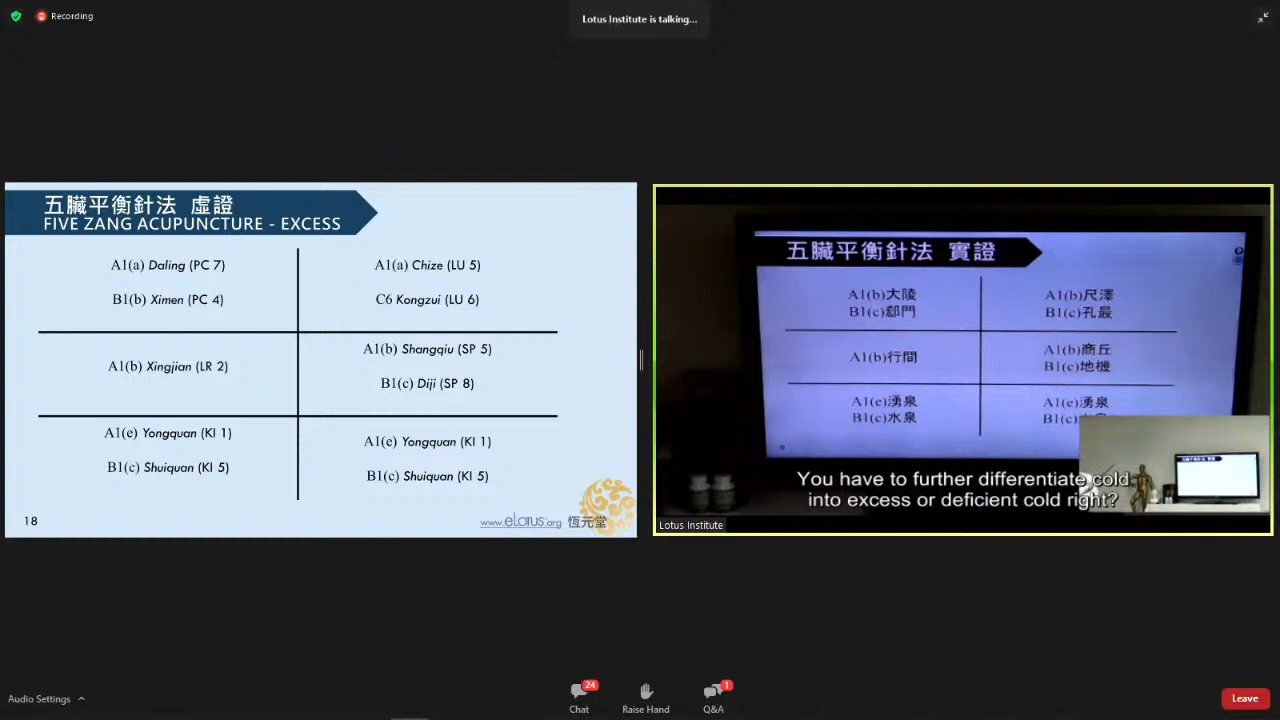 Recording
Lotus Institute is talking...
五臟平衡針法 虛證
FIVE ZANG ACUPUNCTURE - EXCESS
A1(a) Daling (PC 7)
B1(b) Ximen (PC 4)
A1(a) Chize (LU 5)
C6 Kongzui (LU 6)
A1(b) Xingjian (LR 2)
A1(b) Shangqiu (SP 5)
B1(c) Diji (SP 8)
A1(e) Yongquan (KI 1)
B1(c) Shuiquan (KI 5)
A1(e) Yongquan (KI 1)
B1(c) Shuiquan (KI 5)
18
www.eLotus.org 恆元堂
五臟平衡針法 實證
A1(b)大陵
B1(c)郄門
A1(b)尺澤
B1(c)孔最
A1(b)行間
A1(b)商丘
B1(c)地機
A1(e)湧泉
B1(c)水泉
A1(e)湧泉
B1(c)
You have to further differentiate cold
into excess or deficient cold right?
Lotus Institute
Audio Settings
24
Chat
Raise Hand
1
Q&A
Leave